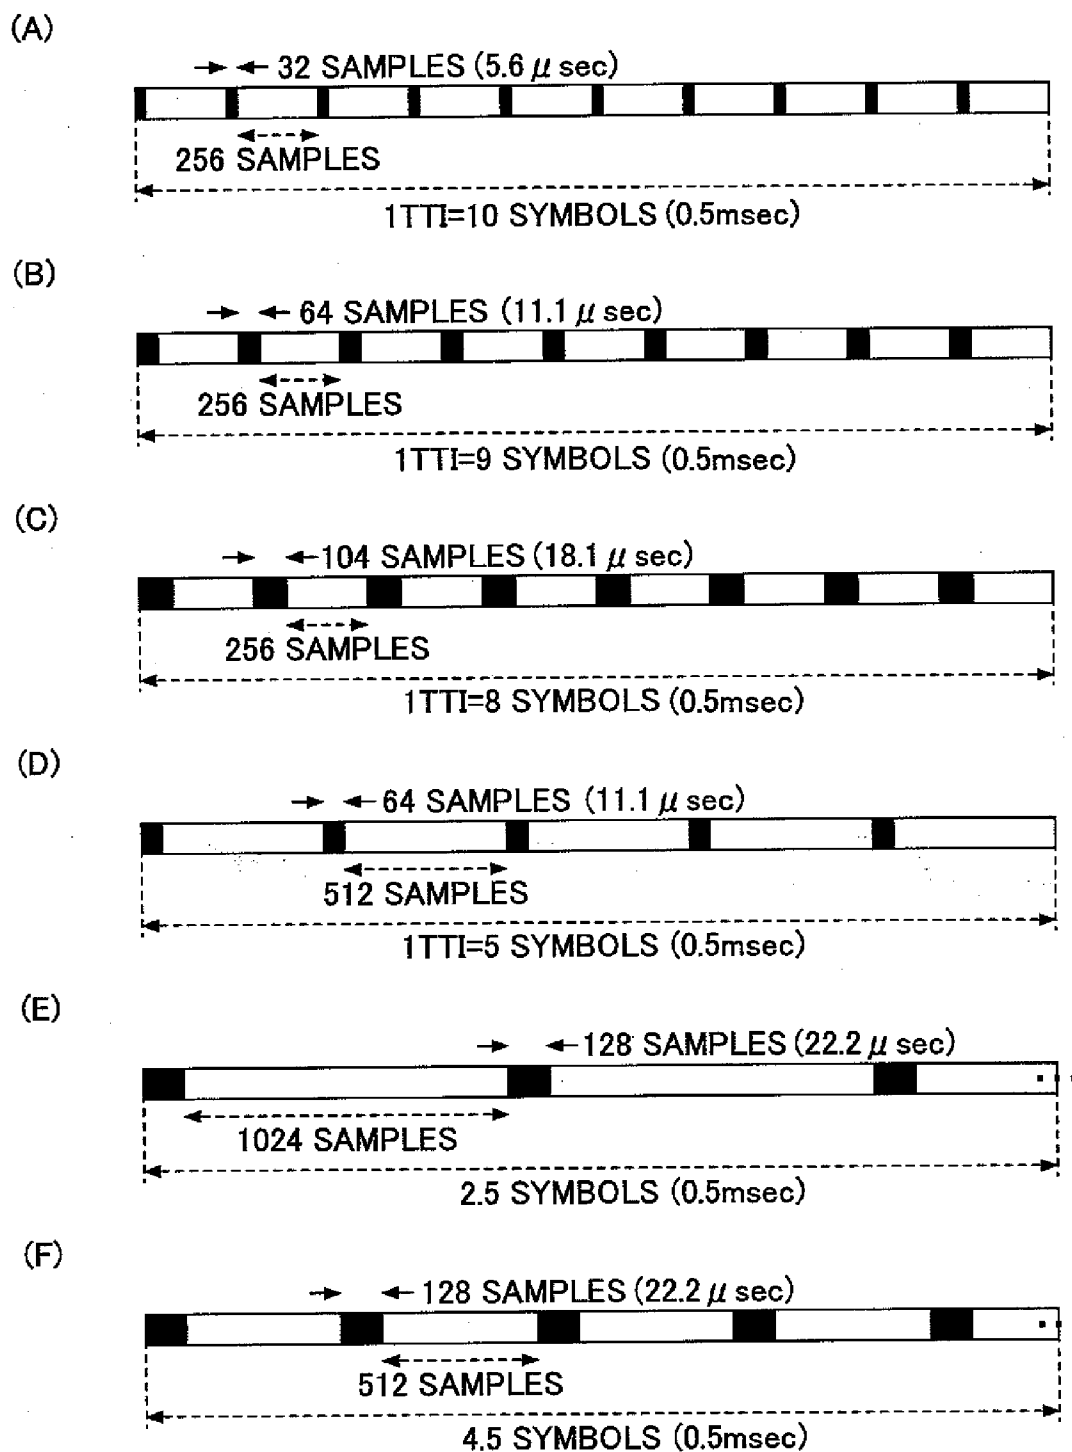 (A)
32 SAMPLES (5.6 μ sec)
256 SAMPLES
1TTI=10 SYMBOLS (0.5msec)
(B)
64 SAMPLES (11.1 μ sec)
256 SAMPLES
1TTI=9 SYMBOLS (0.5msec)
(C)
104 SAMPLES (18.1 μ sec)
256 SAMPLES
1TTI=8 SYMBOLS (0.5msec)
(D)
64 SAMPLES (11.1 μ sec)
512 SAMPLES
1TTI=5 SYMBOLS (0.5msec)
(E)
128 SAMPLES (22.2 μ sec)
1024 SAMPLES
2.5 SYMBOLS (0.5msec)
(F)
128 SAMPLES (22.2 μ sec)
512 SAMPLES
4.5 SYMBOLS (0.5msec)